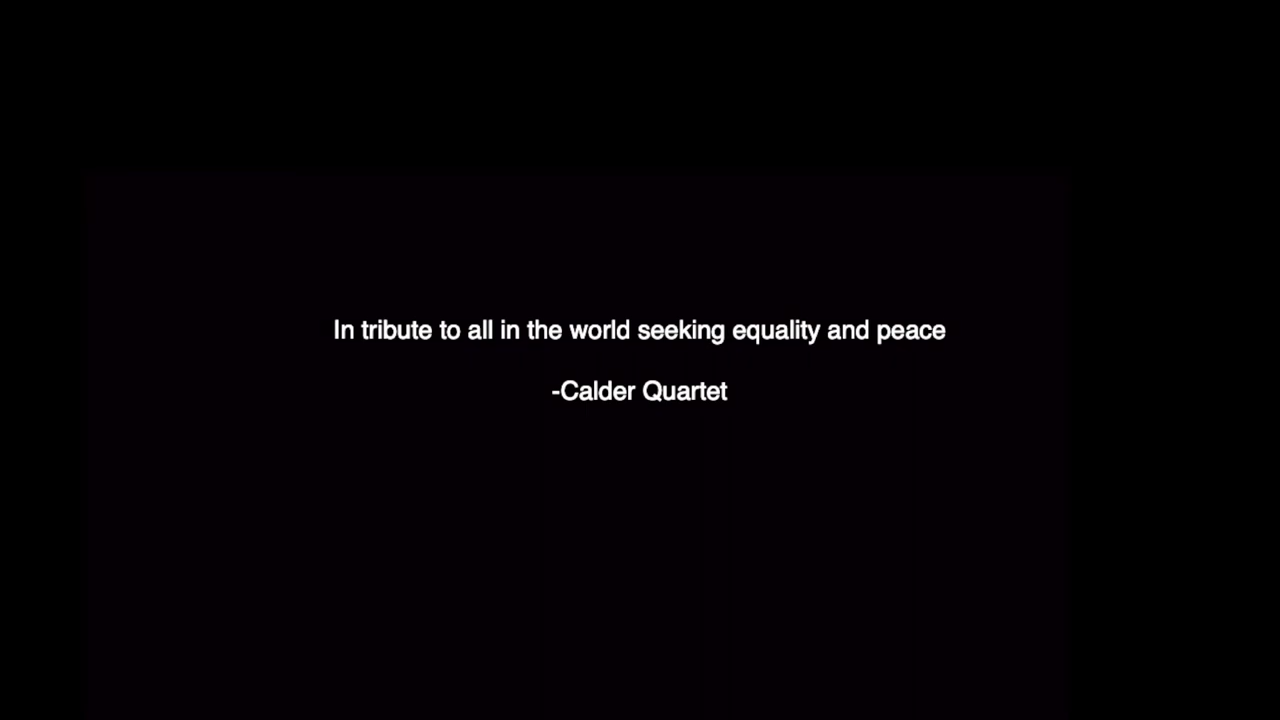 In tribute to all in the world seeking equality and peace
-Calder Quartet